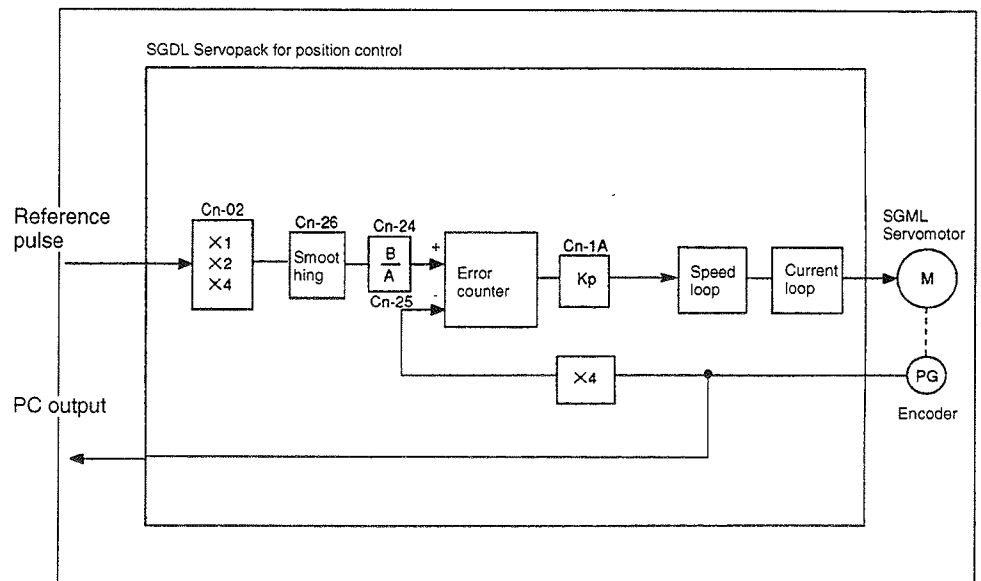 SGDL Servopack for position control
Reference
pulse
Cn-02
×1
×2
×4
Cn-26
Smoot
hing
Cn-24
B
A
Cn-25
+
-
Error
counter
Cn-1A
Kp
Speed
loop
Current
loop
SGML
Servomotor
M
×4
PG
Encoder
PC output